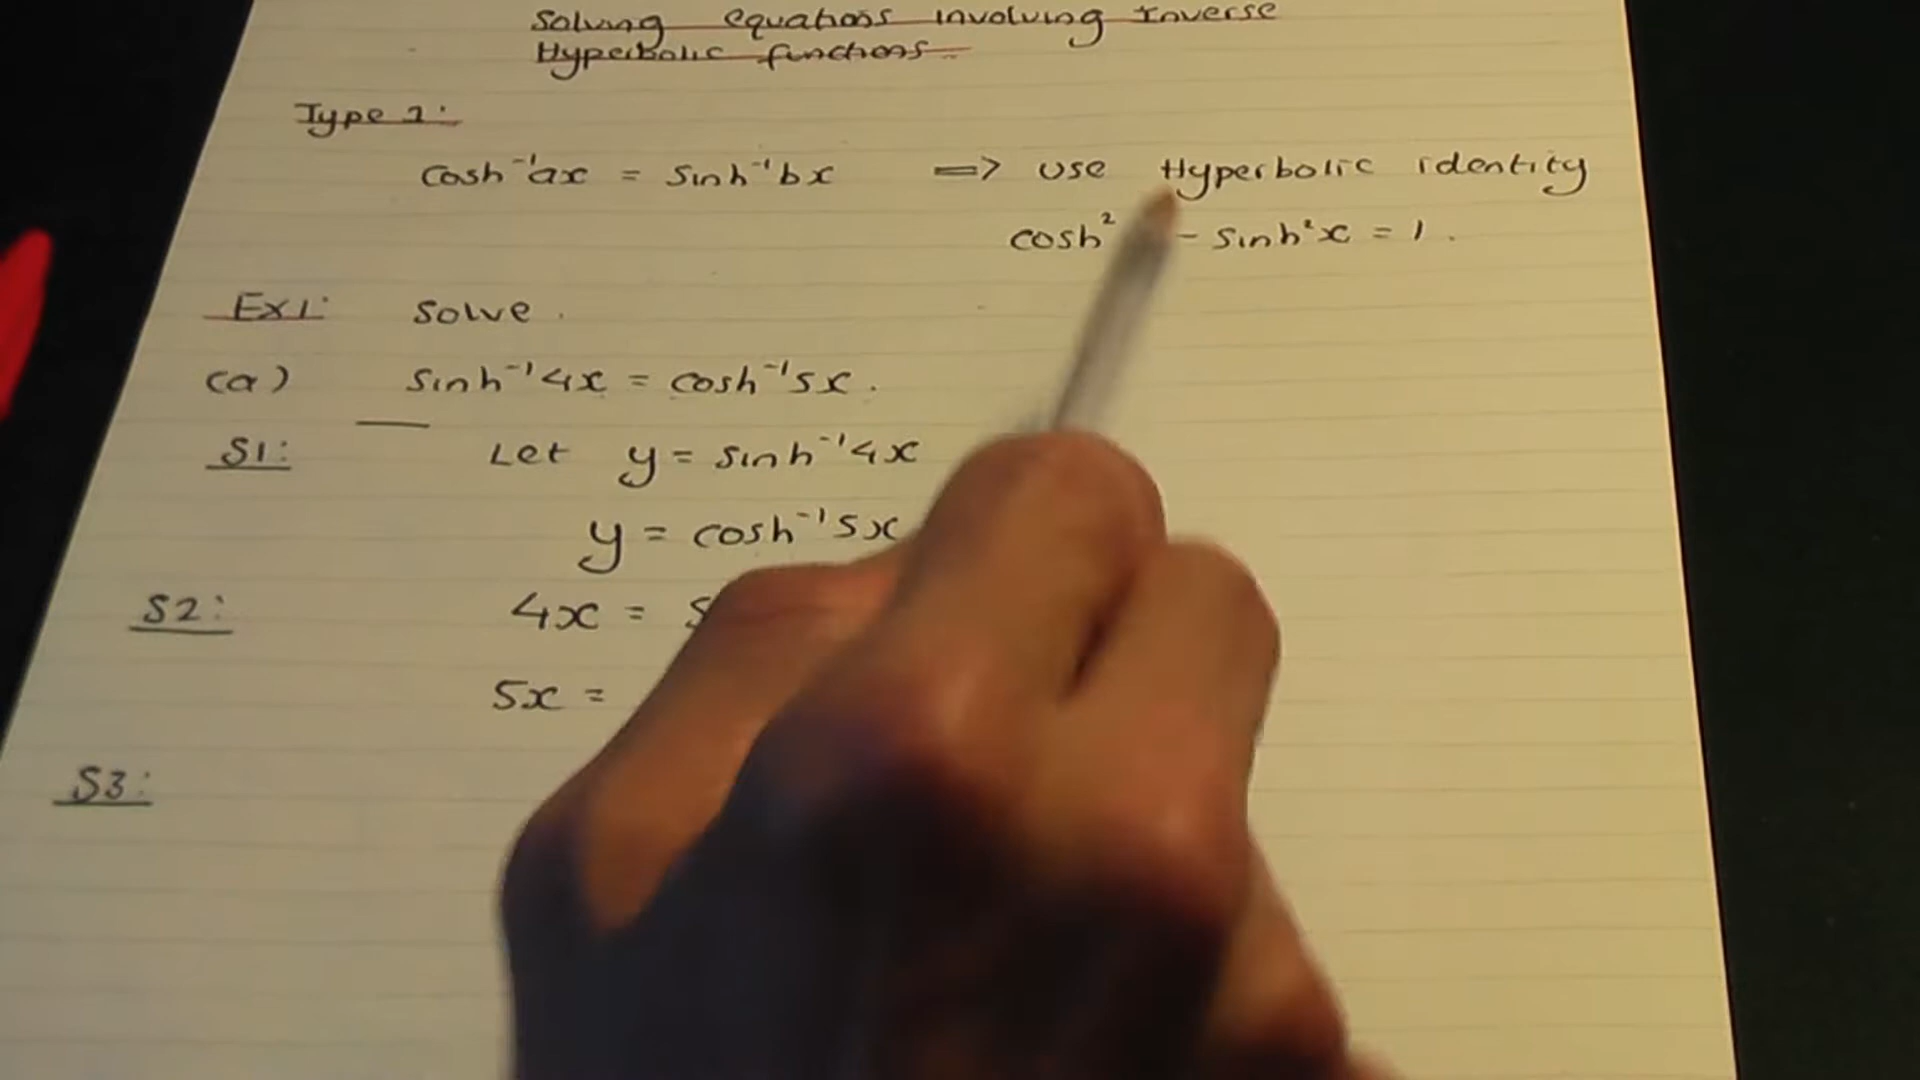 Solving equations involving Inverse
Hyperbolic functions.
Type 1:
cosh⁻¹ax = sinh⁻¹bx => use Hyperbolic identity
cosh² - sinh²x = 1.
Ex1: Solve.
(a) sinh⁻¹4x = cosh⁻¹5x.
S1: Let y = sinh⁻¹4x
y = cosh⁻¹5x
S2: 4x = s
5x =
S3: